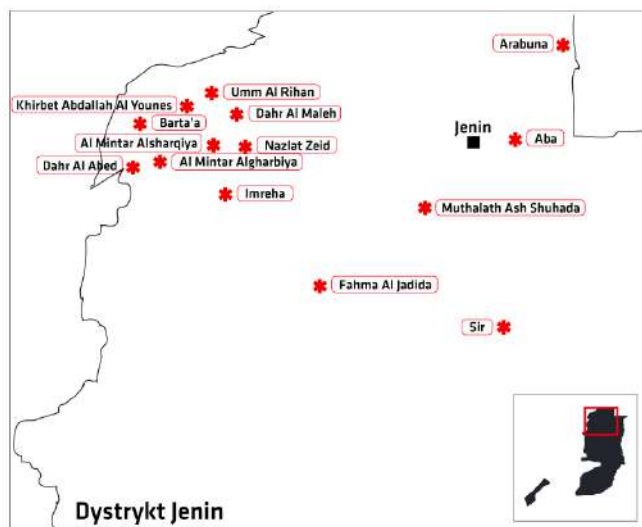 Arabuna
Umm Al Rihan
Khirbet Abdallah Al Younes
Dahr Al Maleh
Barta'a
Jenin
Aba
Al Mintar Alsharqiya
Nazlat Zeid
Dahr Al Abed
Al Mintar Algharbiya
Imreha
Muthalath Ash Shuhada
Fahma Al Jadida
Sir
Dystrykt Jenin